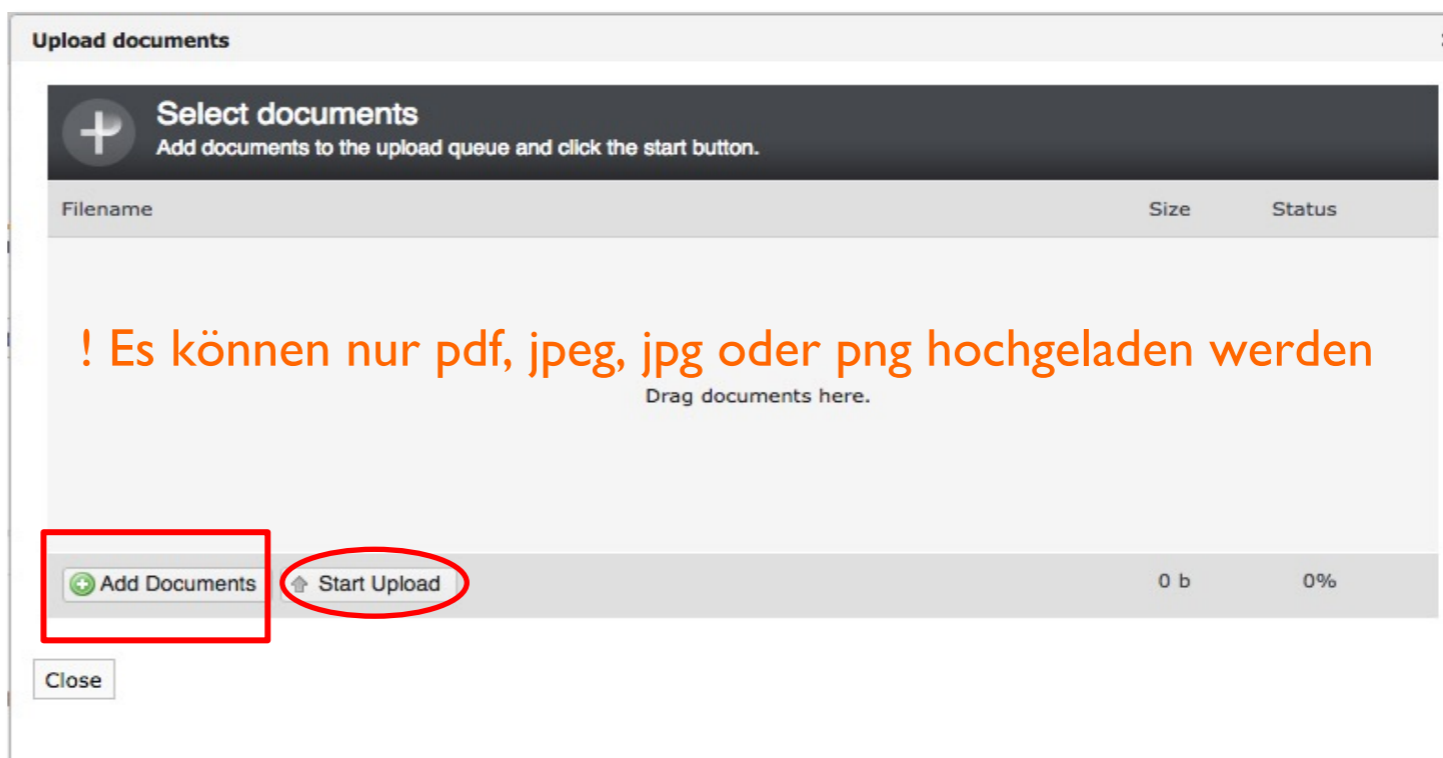 Upload documents
Select documents
Add documents to the upload queue and click the start button.
Filename Size Status
! Es können nur pdf, jpeg, jpg oder png hochgeladen werden
Drag documents here.
Add Documents Start Upload 0 b 0%
Close